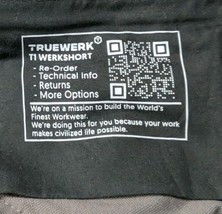 TRUEWERK
T1 WERKSHORT
- Re-Order
- Technical Info
- Returns
- More Options
We're on a mission to build the World's
Finest Workwear.
We're doing this for you because your work
makes civilized life possible.